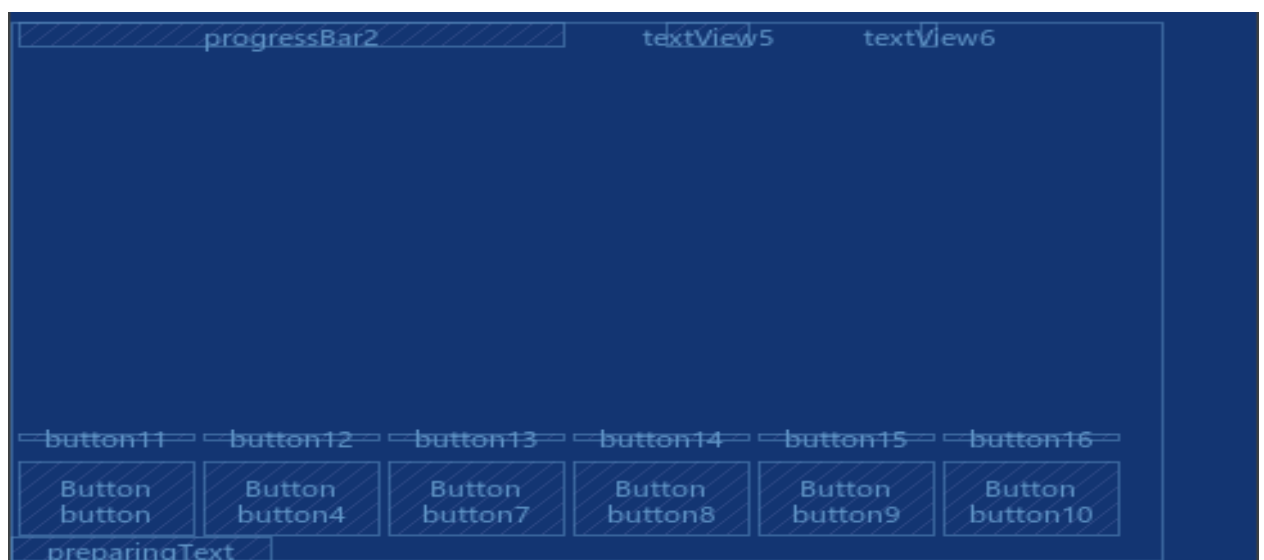 progressBar2 textView5 textView6
button11 button12 button13 button14 button15 button16
Button Button Button Button Button Button
button button4 button7 button8 button9 button10
preparingText